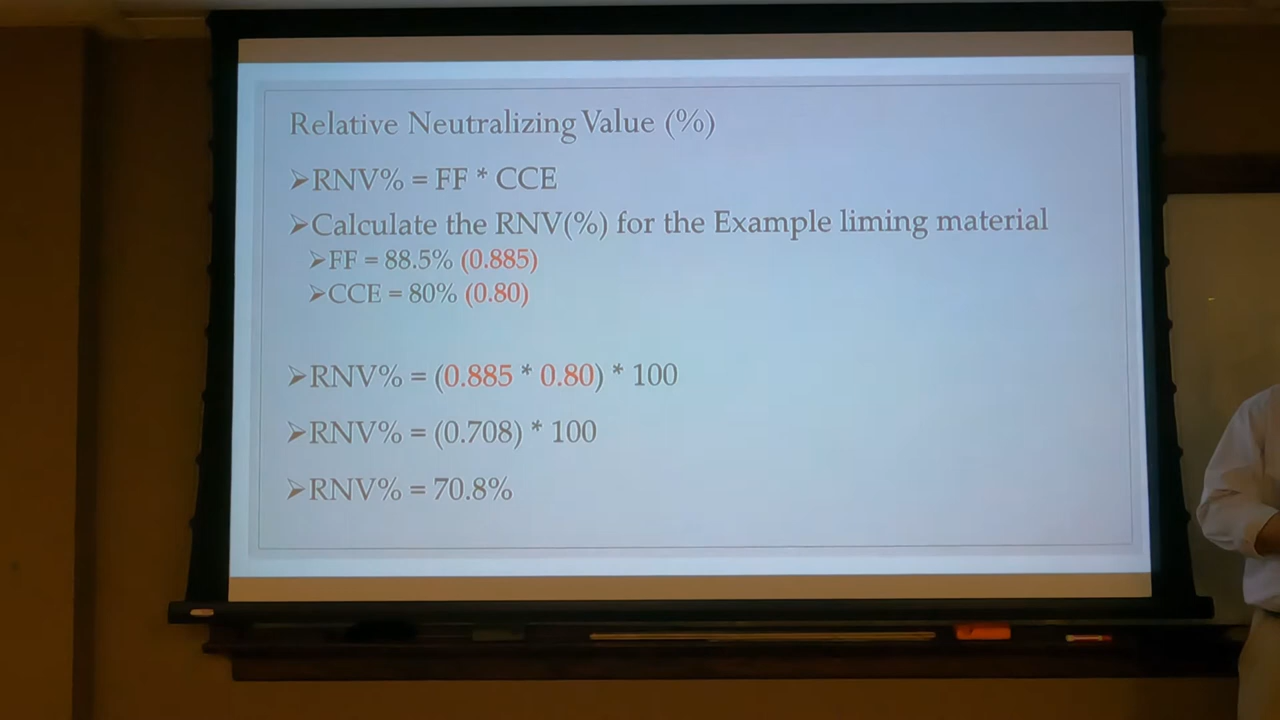 Relative Neutralizing Value (%)
➢RNV% = FF * CCE
➢Calculate the RNV(%) for the Example liming material
➢FF = 88.5% (0.885)
➢CCE = 80% (0.80)
➢RNV% = (0.885 * 0.80) * 100
➢RNV% = (0.708) * 100
➢RNV% = 70.8%